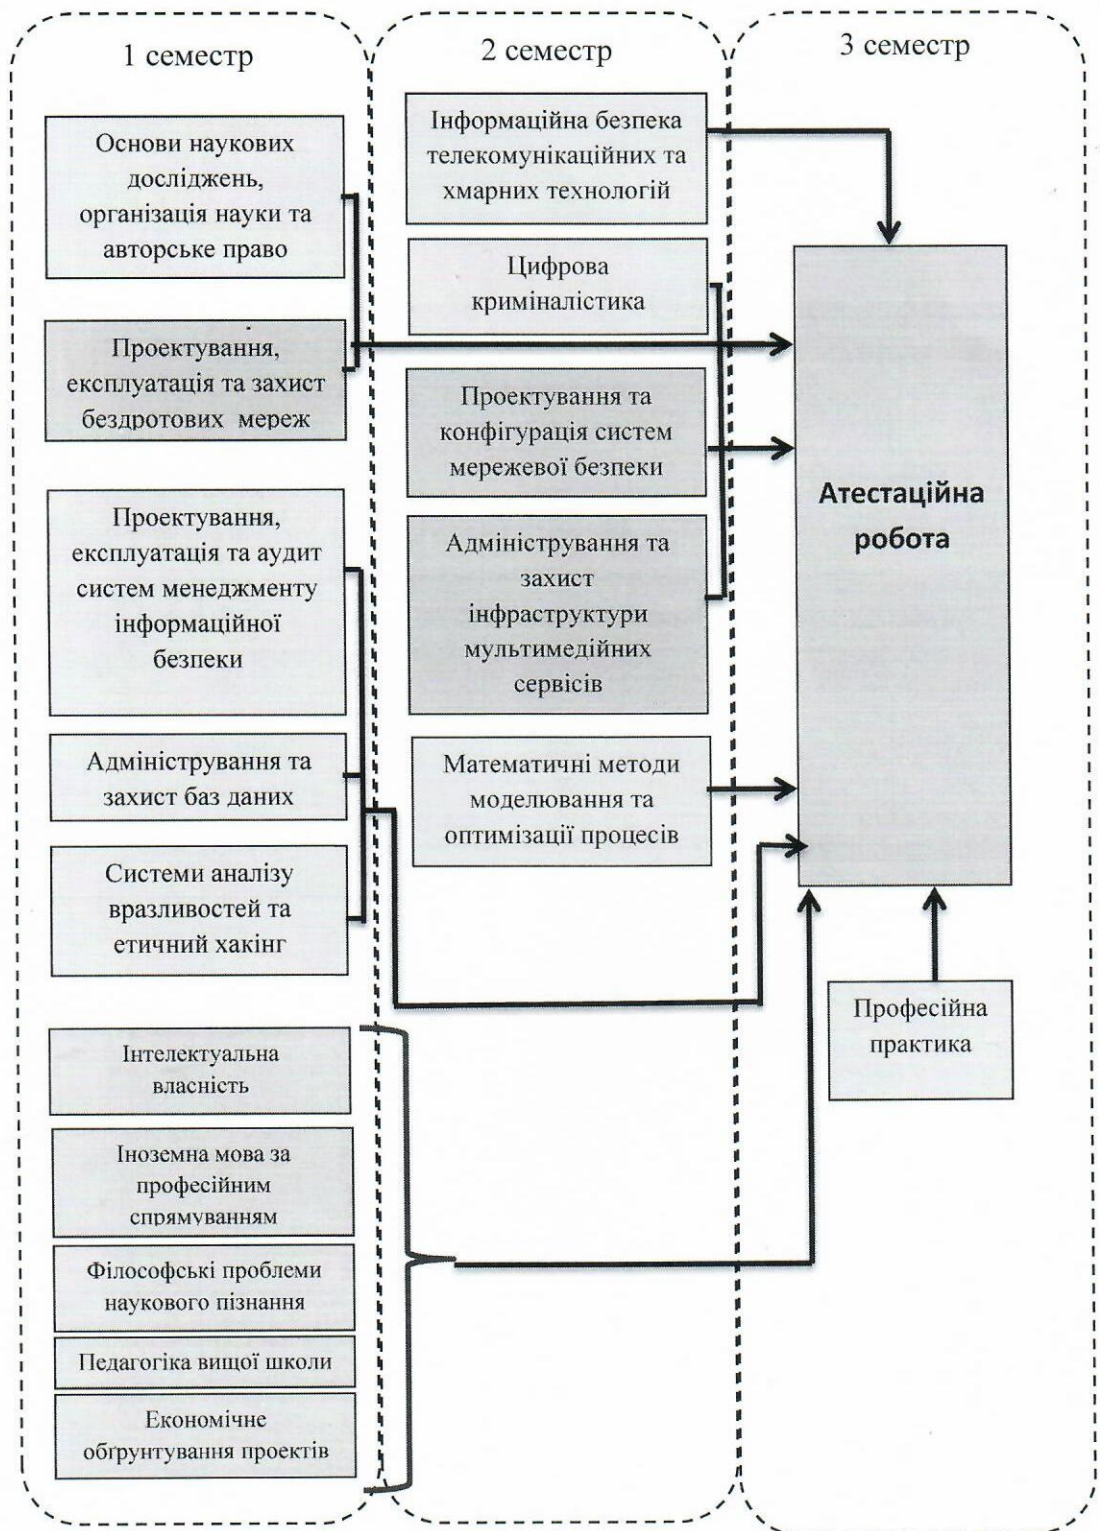 1 семестр
Основи наукових
досліджень,
організація науки та
авторське право
Проектування,
експлуатація та захист
бездротових мереж
Проектування,
експлуатація та аудит
систем менеджменту
інформаційної
безпеки
Адміністрування та
захист баз даних
Системи аналізу
вразливостей та
етичний хакінг
Інтелектуальна
власність
Іноземна мова за
професійним
спрямуванням
Філософські проблеми
наукового пізнання
Педагогіка вищої школи
Економічне
обґрунтування проектів
2 семестр
Інформаційна безпека
телекомунікаційних та
хмарних технологій
Цифрова
криміналістика
Проектування та
конфігурація систем
мережевої безпеки
Адміністрування та
захист
інфраструктури
мультимедійних
сервісів
Математичні методи
моделювання та
оптимізації процесів
3 семестр
Атестаційна
робота
Професійна
практика